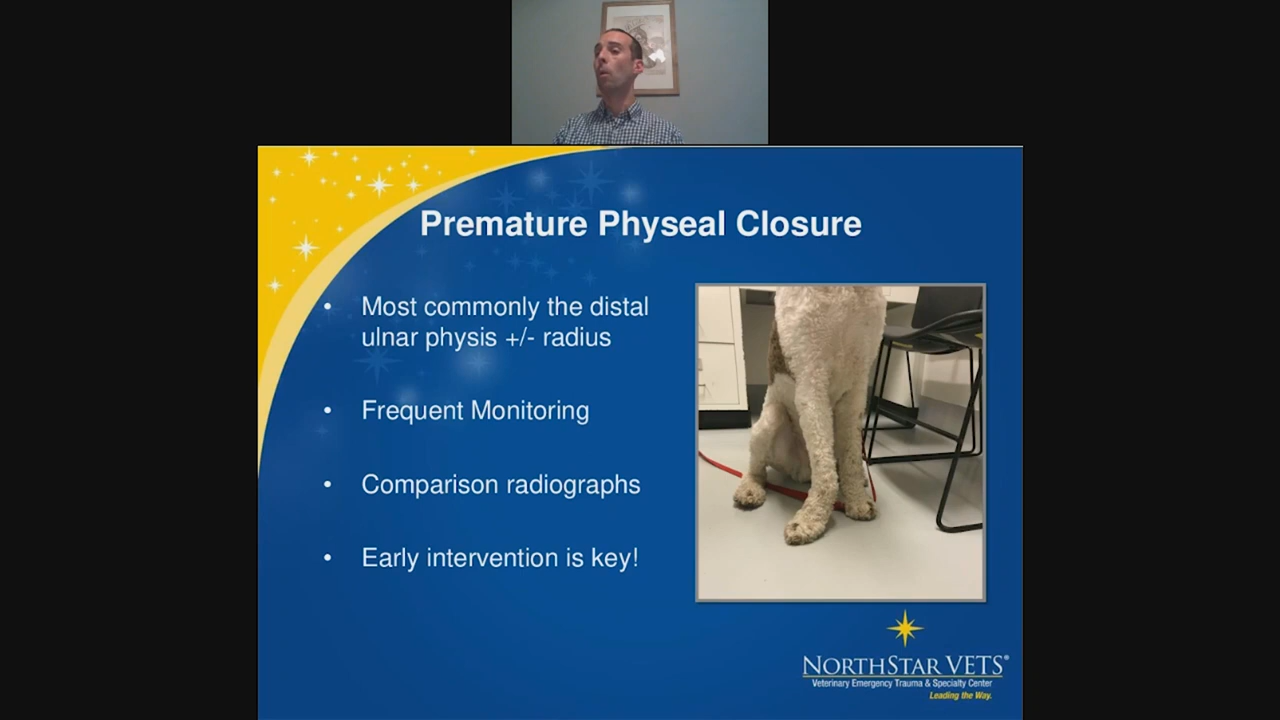 Premature Physeal Closure
• Most commonly the distal
ulnar physis +/- radius
• Frequent Monitoring
• Comparison radiographs
• Early intervention is key!
NORTHSTAR VETS®
Veterinary Emergency Trauma & Specialty Center
Leading the Way.